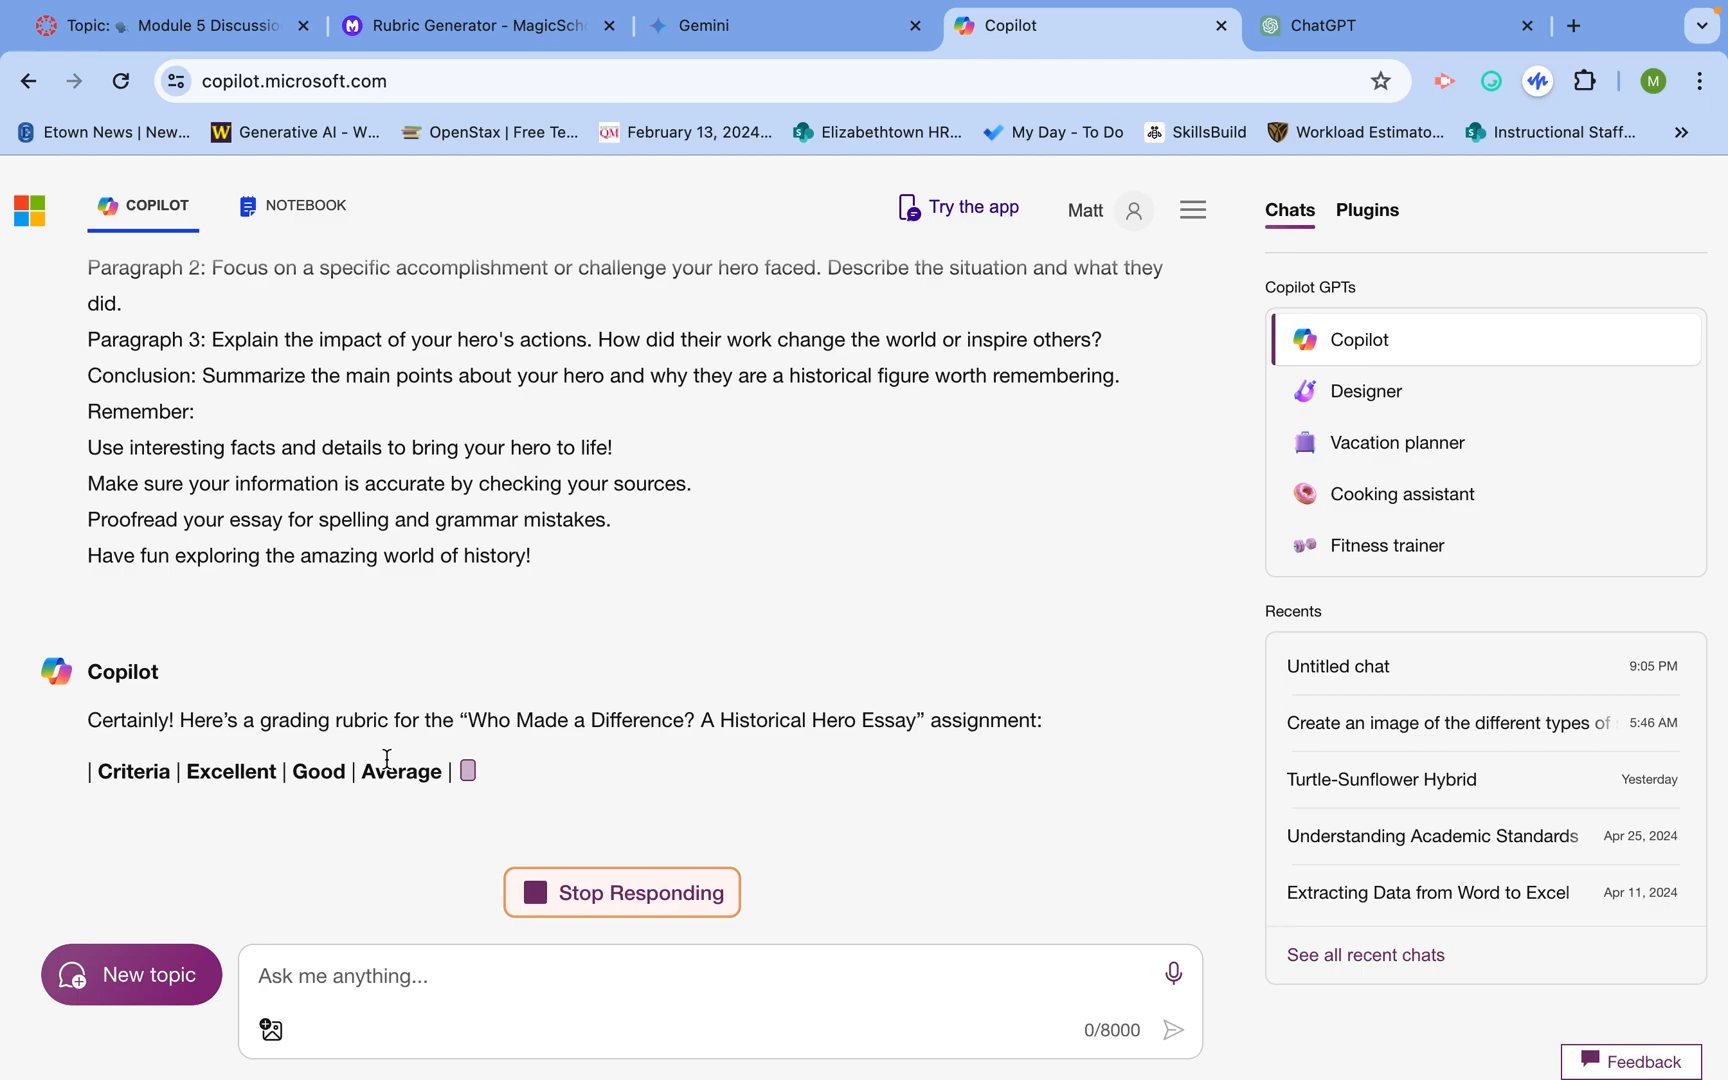 Topic: Module 5 Discussio
Rubric Generator - MagicSch
Gemini
Copilot
ChatGPT
copilot.microsoft.com
M
Etown News | New...
W Generative AI - W...
OpenStax | Free Te...
QM February 13, 2024...
Elizabethtown HR...
My Day - To Do
SkillsBuild
Workload Estimato...
Instructional Staff...
»
COPILOT
NOTEBOOK
Try the app
Matt
Chats Plugins
Paragraph 2: Focus on a specific accomplishment or challenge your hero faced. Describe the situation and what they
did.
Paragraph 3: Explain the impact of your hero's actions. How did their work change the world or inspire others?
Conclusion: Summarize the main points about your hero and why they are a historical figure worth remembering.
Remember:
Use interesting facts and details to bring your hero to life!
Make sure your information is accurate by checking your sources.
Proofread your essay for spelling and grammar mistakes.
Have fun exploring the amazing world of history!
Copilot
Certainly! Here’s a grading rubric for the “Who Made a Difference? A Historical Hero Essay” assignment:
| Criteria | Excellent | Good | Average |
Stop Responding
New topic
Ask me anything...
0/8000
Copilot GPTs
Copilot
Designer
Vacation planner
Cooking assistant
Fitness trainer
Recents
Untitled chat 9:05 PM
Create an image of the different types of 5:46 AM
Turtle-Sunflower Hybrid Yesterday
Understanding Academic Standards Apr 25, 2024
Extracting Data from Word to Excel Apr 11, 2024
See all recent chats
Feedback